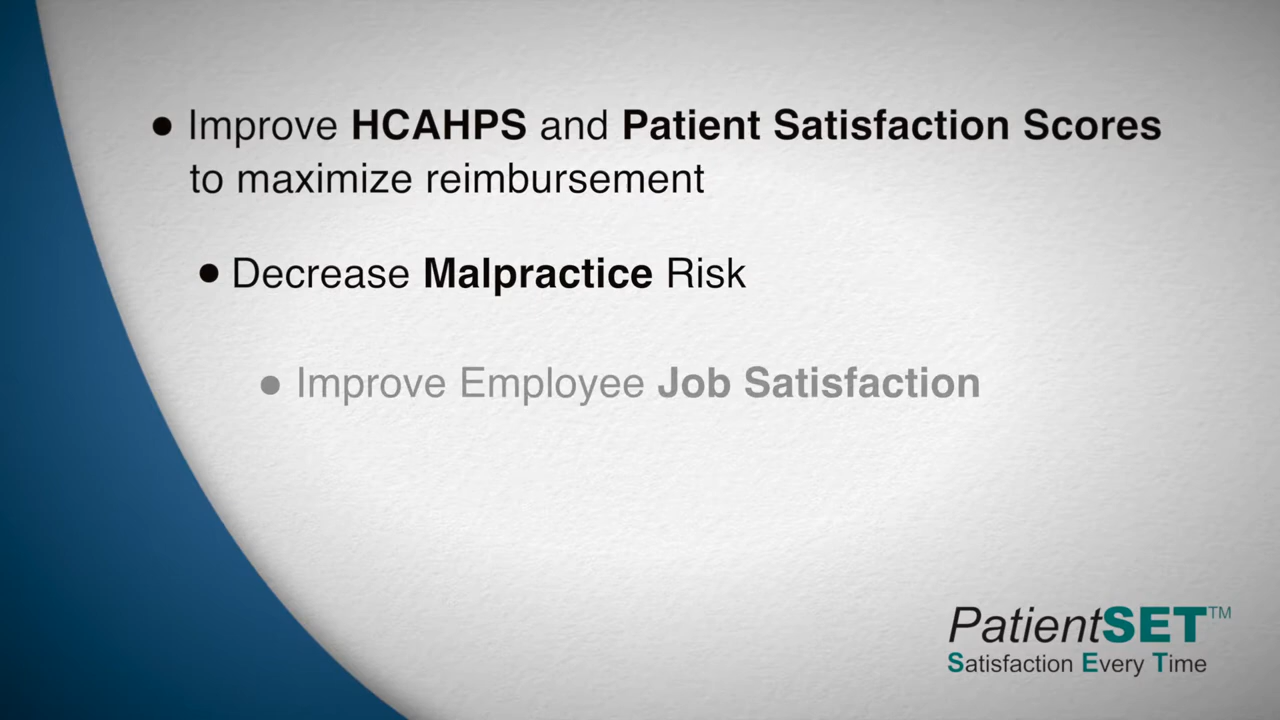 • Improve HCAHPS and Patient Satisfaction Scores
to maximize reimbursement
• Decrease Malpractice Risk
• Improve Employee Job Satisfaction
PatientSET™
Satisfaction Every Time